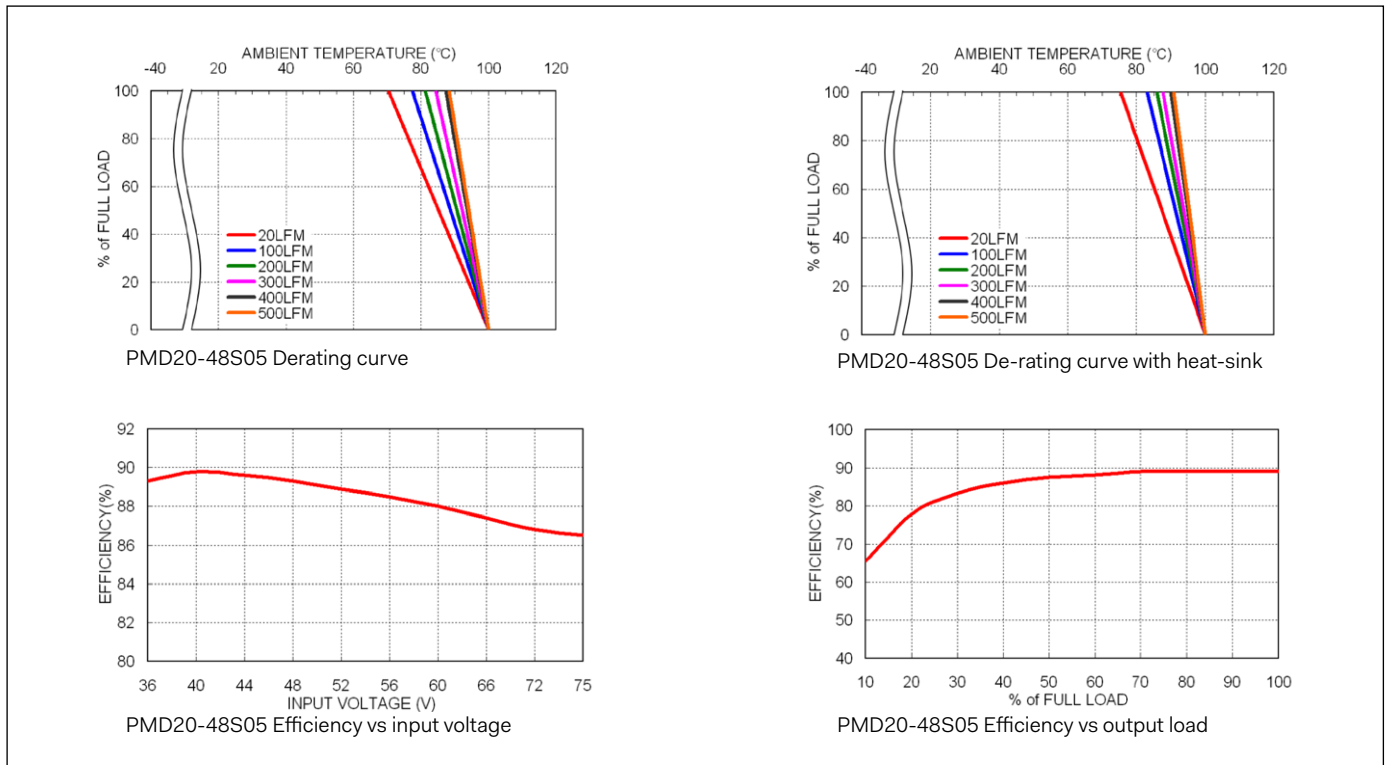 AMBIENT TEMPERATURE (°C)
-40 20 40 60 80 100 120
% of FULL LOAD
100
80
60
40
20
0
20LFM
100LFM
200LFM
300LFM
400LFM
500LFM
PMD20-48S05 Derating curve
AMBIENT TEMPERATURE (°C)
-40 20 40 60 80 100 120
% of FULL LOAD
100
80
60
40
20
0
20LFM
100LFM
200LFM
300LFM
400LFM
500LFM
PMD20-48S05 De-rating curve with heat-sink
EFFICIENCY(%)
92
90
88
86
84
82
80
36 40 44 48 52 56 60 66 72 75
INPUT VOLTAGE (V)
PMD20-48S05 Efficiency vs input voltage
EFFICIENCY(%)
100
90
80
70
60
50
40
10 20 30 40 50 60 70 80 90 100
% of FULL LOAD
PMD20-48S05 Efficiency vs output load